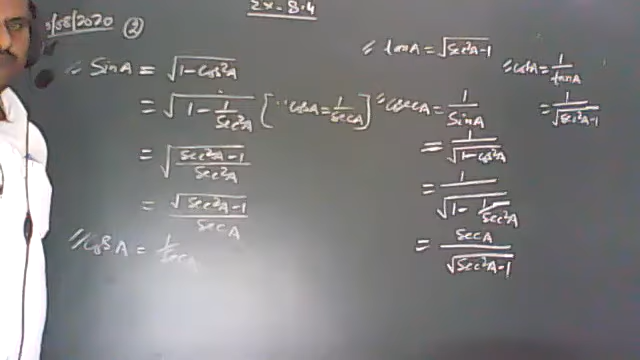 Ex-8.4
/08/2020 ②
〃 SinA = √1-Cos²A
= √1 - 1/Sec²A [∵ CosA = 1/SecA]
= √Sec²A-1/Sec²A
= √Sec²A-1/SecA
〃 CosA = 1/SecA
〃 tanA = √Sec²A-1
〃 CosecA = 1/SinA
= 1/√1-Cos²A
= 1/√1 - 1/Sec²A
= SecA/√Sec²A-1
〃 CotA = 1/tanA
= 1/√Sec²A-1